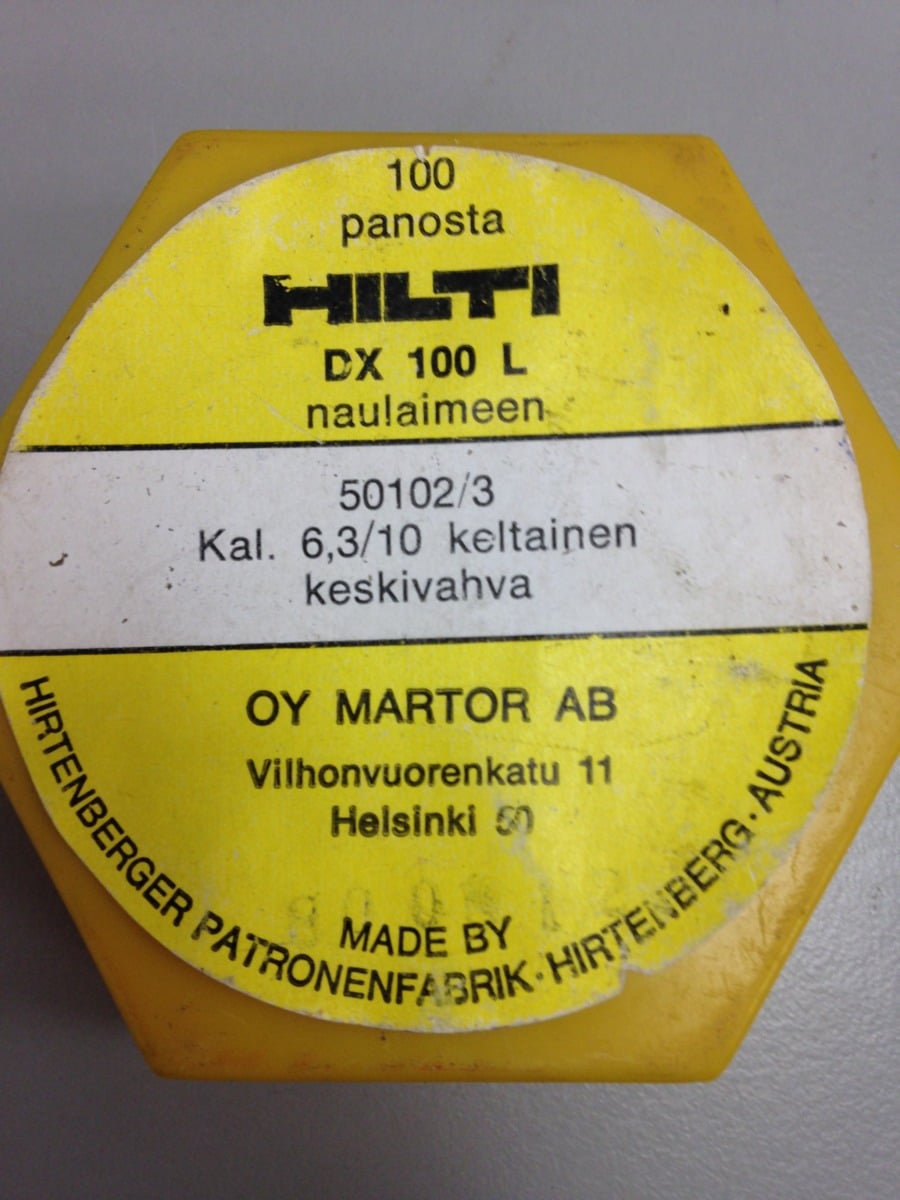 100
panosta
HILTI
DX 100 L
naulaimeen
50102/3
Kal. 6,3/10 keltainen
keskivahva
OY MARTOR AB
Vilhonvuorenkatu 11
Helsinki 50
MADE BY
HIRTENBERGER PATRONENFABRIK · HIRTENBERG · AUSTRIA